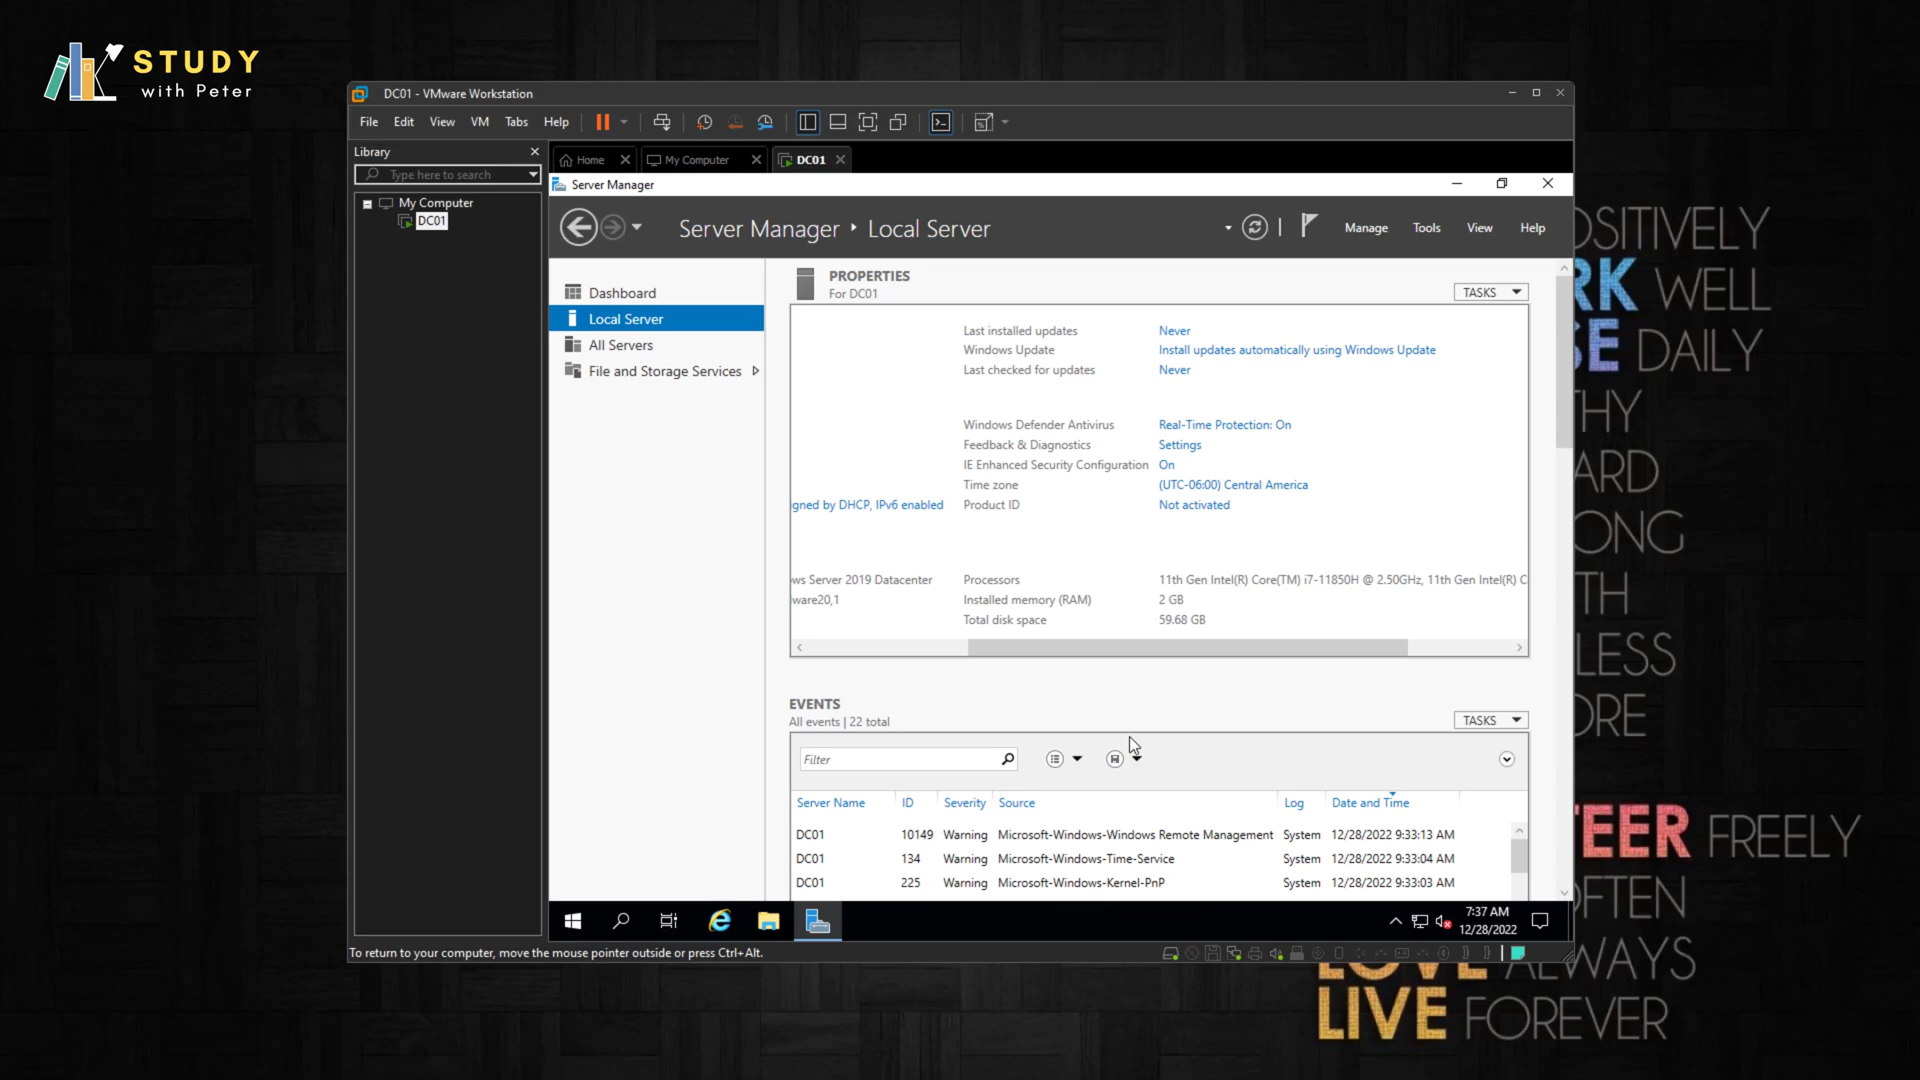 STUDY
with Peter
DC01 - VMware Workstation
File Edit View VM Tabs Help
Library
Type here to search
My Computer
DC01
Home
My Computer
DC01
Server Manager
Server Manager Local Server
Manage Tools View Help
Dashboard
Local Server
All Servers
File and Storage Services
PROPERTIES
For DC01
TASKS
Last installed updates Never
Windows Update Install updates automatically using Windows Update
Last checked for updates Never
Windows Defender Antivirus Real-Time Protection: On
Feedback & Diagnostics Settings
IE Enhanced Security Configuration On
Time zone (UTC-06:00) Central America
igned by DHCP, IPv6 enabled Product ID Not activated
ows Server 2019 Datacenter Processors 11th Gen Intel(R) Core(TM) i7-11850H @ 2.50GHz, 11th Gen Intel(R) C
ware20,1 Installed memory (RAM) 2 GB
Total disk space 59.68 GB
EVENTS
All events | 22 total
TASKS
Filter
Server Name ID Severity Source Log Date and Time
DC01 10149 Warning Microsoft-Windows-Windows Remote Management System 12/28/2022 9:33:13 AM
DC01 134 Warning Microsoft-Windows-Time-Service System 12/28/2022 9:33:04 AM
DC01 225 Warning Microsoft-Windows-Kernel-PnP System 12/28/2022 9:33:03 AM
7:37 AM
12/28/2022
To return to your computer, move the mouse pointer outside or press Ctrl+Alt.
OSITIVELY
RK WELL
SE DAILY
THY
ARD
ONG
TH
LESS
ORE
TEER FREELY
OFTEN
LOVE ALWAYS
LIVE FOREVER